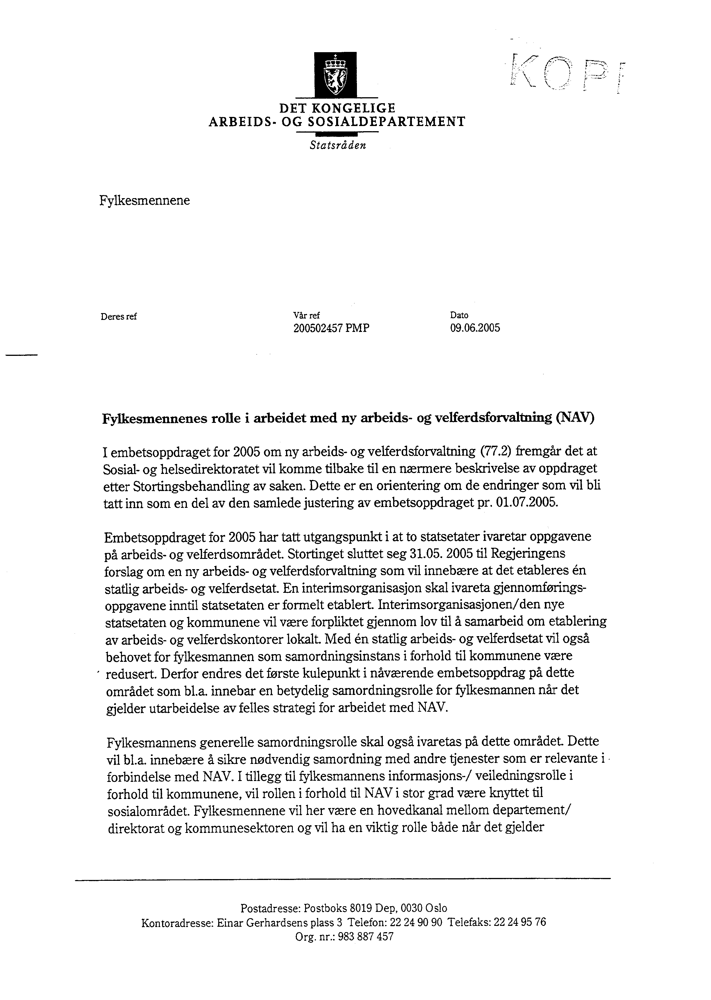 KOPI
DET KONGELIGE
ARBEIDS- OG SOSIALDEPARTEMENT
Statsråden
Fylkesmennene
Deres ref
Vår ref
Dato
200502457 PMP
09.06.2005
Fylkesmennenes rolle i arbeidet med ny arbeids- og velferdsforvaltning (NAV)
I embetsoppdraget for 2005 om ny arbeids- og velferdsforvaltning (77.2) fremgår det at
Sosial- og helsedirektoratet vil komme tilbake til en nærmere beskrivelse av oppdraget
etter Stortingsbehandling av saken. Dette er en orientering om de endringer som vil bli
tatt inn som en del av den samlede justering av embetsoppdraget pr. 01.07.2005.
Embetsoppdraget for 2005 har tatt utgangspunkt i at to statsetater ivaretar oppgavene
på arbeids- og velferdsområdet. Stortinget sluttet seg 31.05. 2005 til Regjeringens
forslag om en ny arbeids- og velferdsforvaltning som vil innebære at det etableres én
statlig arbeids- og velferdsetat. En interimsorganisasjon skal ivareta gjennomførings-
oppgavene inntil statsetaten er formelt etablert. Interimsorganisasjonen/den nye
statsetaten og kommunene vil være forpliktet gjennom lov til å samarbeid om etablering
av arbeids- og velferdskontorer lokalt. Med én statlig arbeids- og velferdsetat vil også
behovet for fylkesmannen som samordningsinstans i forhold til kommunene være
redusert. Derfor endres det første kulepunkt i nåværende embetsoppdrag på dette
området som bl.a. innebar en betydelig samordningsrolle for fylkesmannen når det
gjelder utarbeidelse av felles strategi for arbeidet med NAV.
Fylkesmannens generelle samordningsrolle skal også ivaretas på dette området. Dette
vil bl.a. innebære å sikre nødvendig samordning med andre tjenester som er relevante i
forbindelse med NAV. I tillegg til fylkesmannens informasjons-/ veiledningsrolle i
forhold til kommunene, vil rollen i forhold til NAV i stor grad være knyttet til
sosialområdet. Fylkesmennene vil her være en hovedkanal mellom departement/
direktorat og kommunesektoren og vil ha en viktig rolle både når det gjelder
Postadresse: Postboks 8019 Dep, 0030 Oslo
Kontoradresse: Einar Gerhardsens plass 3 Telefon: 22 24 90 90 Telefaks: 22 24 95 76
Org. nr.: 983 887 457